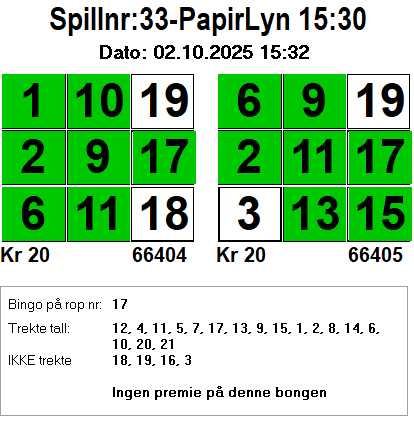 Spillnr:33-PapirLyn 15:30
Dato: 02.10.2025 15:32
1 10 19 6 9 19
2 9 17 2 11 17
6 11 18 3 13 15
Kr 20 66404 Kr 20 66405
Bingo på rop nr: 17
Trekte tall: 12, 4, 11, 5, 7, 17, 13, 9, 15, 1, 2, 8, 14, 6,
10, 20, 21
IKKE trekte 18, 19, 16, 3
Ingen premie på denne bongen